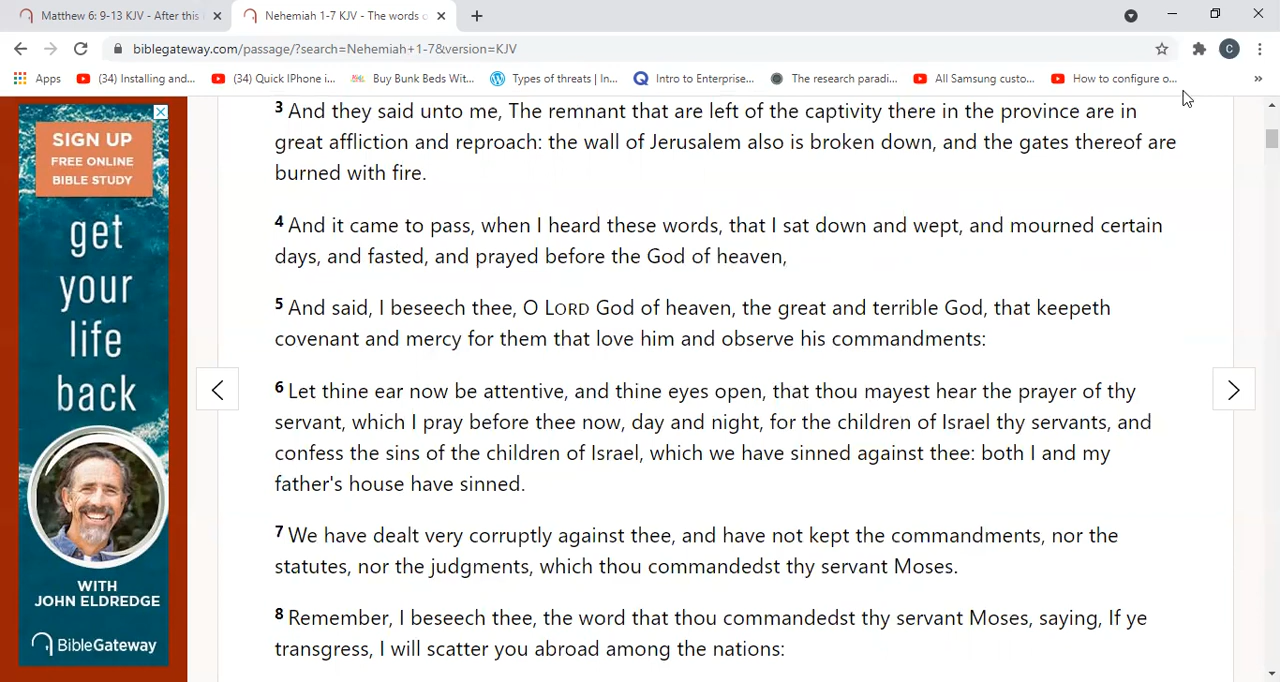 Matthew 6: 9-13 KJV - After this
Nehemiah 1-7 KJV - The words o
biblegateway.com/passage/?search=Nehemiah+1-7&version=KJV
C
Apps
(34) Installing and...
(34) Quick IPhone i...
Buy Bunk Beds Wit...
Types of threats | In...
Intro to Enterprise...
The research paradi...
All Samsung custo...
How to configure o...
SIGN UP
FREE ONLINE
BIBLE STUDY
get
your
life
back
WITH
JOHN ELDREDGE
BibleGateway
3 And they said unto me, The remnant that are left of the captivity there in the province are in
great affliction and reproach: the wall of Jerusalem also is broken down, and the gates thereof are
burned with fire.
4 And it came to pass, when I heard these words, that I sat down and wept, and mourned certain
days, and fasted, and prayed before the God of heaven,
5 And said, I beseech thee, O LORD God of heaven, the great and terrible God, that keepeth
covenant and mercy for them that love him and observe his commandments:
6 Let thine ear now be attentive, and thine eyes open, that thou mayest hear the prayer of thy
servant, which I pray before thee now, day and night, for the children of Israel thy servants, and
confess the sins of the children of Israel, which we have sinned against thee: both I and my
father's house have sinned.
7 We have dealt very corruptly against thee, and have not kept the commandments, nor the
statutes, nor the judgments, which thou commandedst thy servant Moses.
8 Remember, I beseech thee, the word that thou commandedst thy servant Moses, saying, If ye
transgress, I will scatter you abroad among the nations: